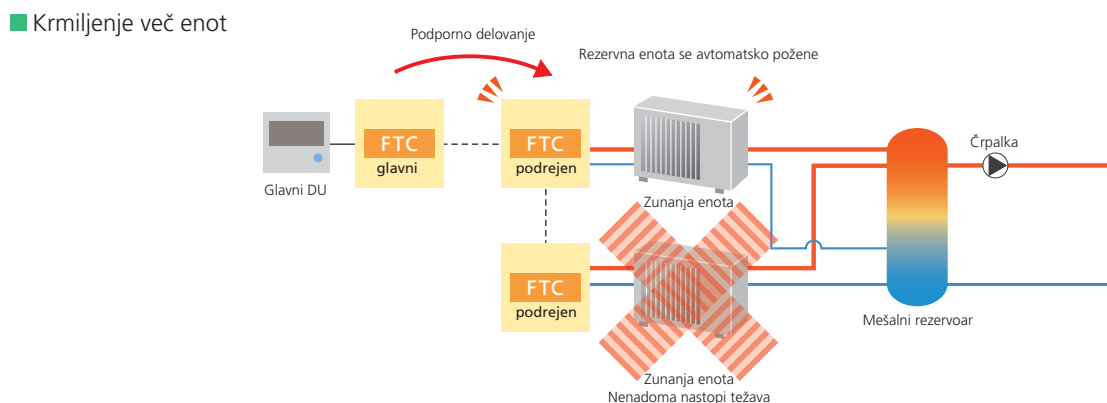 Krmiljenje več enot
Podporno delovanje
Rezervna enota se avtomatsko požene
FTC
glavni
FTC
podrejen
Glavni DU
Zunanja enota
Črpalka
FTC
podrejen
Mešalni rezervoar
Zunanja enota
Nenadoma nastopi težava